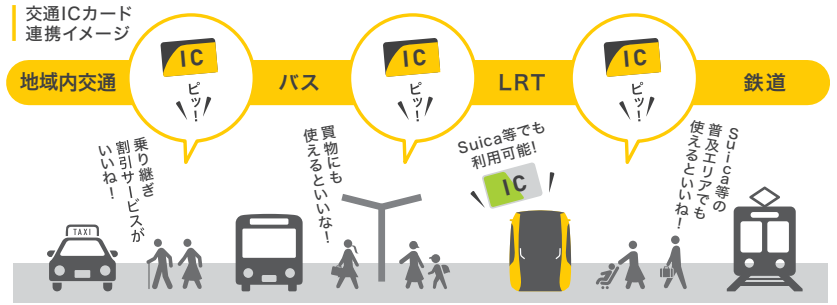 交通ICカード
連携イメージ
IC
ピッ!
IC
ピッ!
IC
ピッ!
地域内交通
バス
LRT
鉄道
乗り継ぎ
割引サービスが
いいね!
買物にも
使えるといいな!
Suica等でも
利用可能!
IC
Suica等の
普及エリアでも
使えるといいね!
TAXI